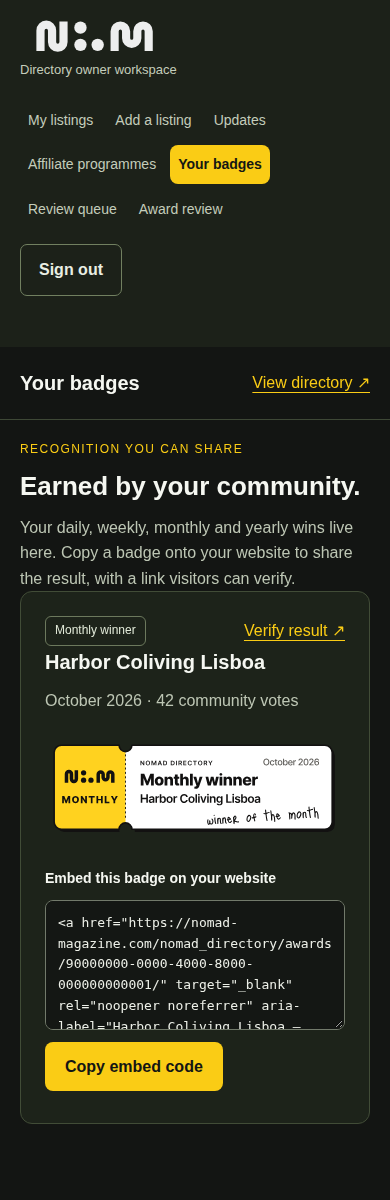 N:.M
Directory owner workspace
My listings Add a listing Updates
Affiliate programmes Your badges
Review queue Award review
Sign out
Your badges View directory ↗
RECOGNITION YOU CAN SHARE
Earned by your community.
Your daily, weekly, monthly and yearly wins live
here. Copy a badge onto your website to share
the result, with a link visitors can verify.
Monthly winner Verify result ↗
Harbor Coliving Lisboa
October 2026 · 42 community votes
NOMAD DIRECTORY October 2026
N:.M Monthly winner
MONTHLY Harbor Coliving Lisboa
winner of the month
Embed this badge on your website
<a href="https://nomad-
magazine.com/nomad_directory/awards
/90000000-0000-4000-8000-
000000000001/" target="_blank"
rel="noopener noreferrer" aria-
label="Harbor Coliving Lisboa –
Copy embed code